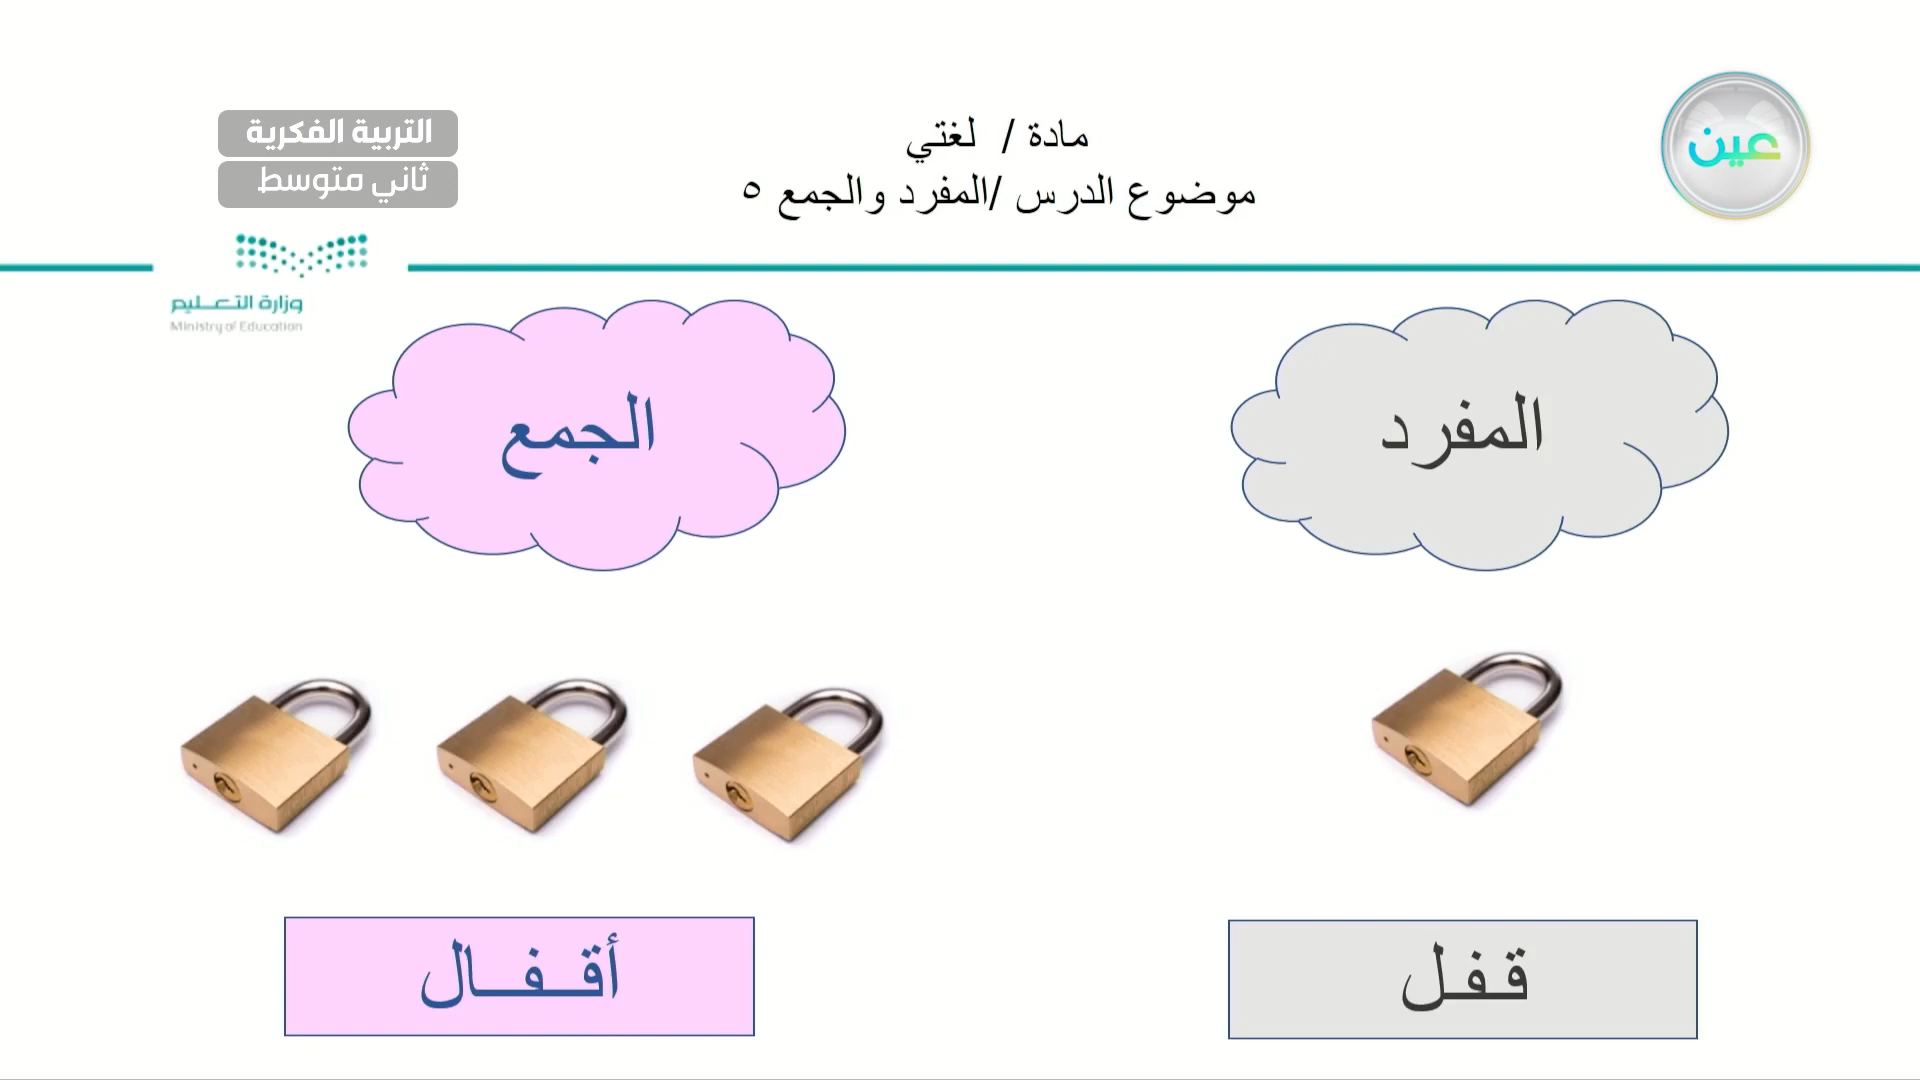 مادة / لغتي
موضوع الدرس /المفرد والجمع ٥
عين
التربية الفكرية
ثاني متوسط
وزارة التعليم
Ministry of Education
المفرد
الجمع
قفل
أقـفـال